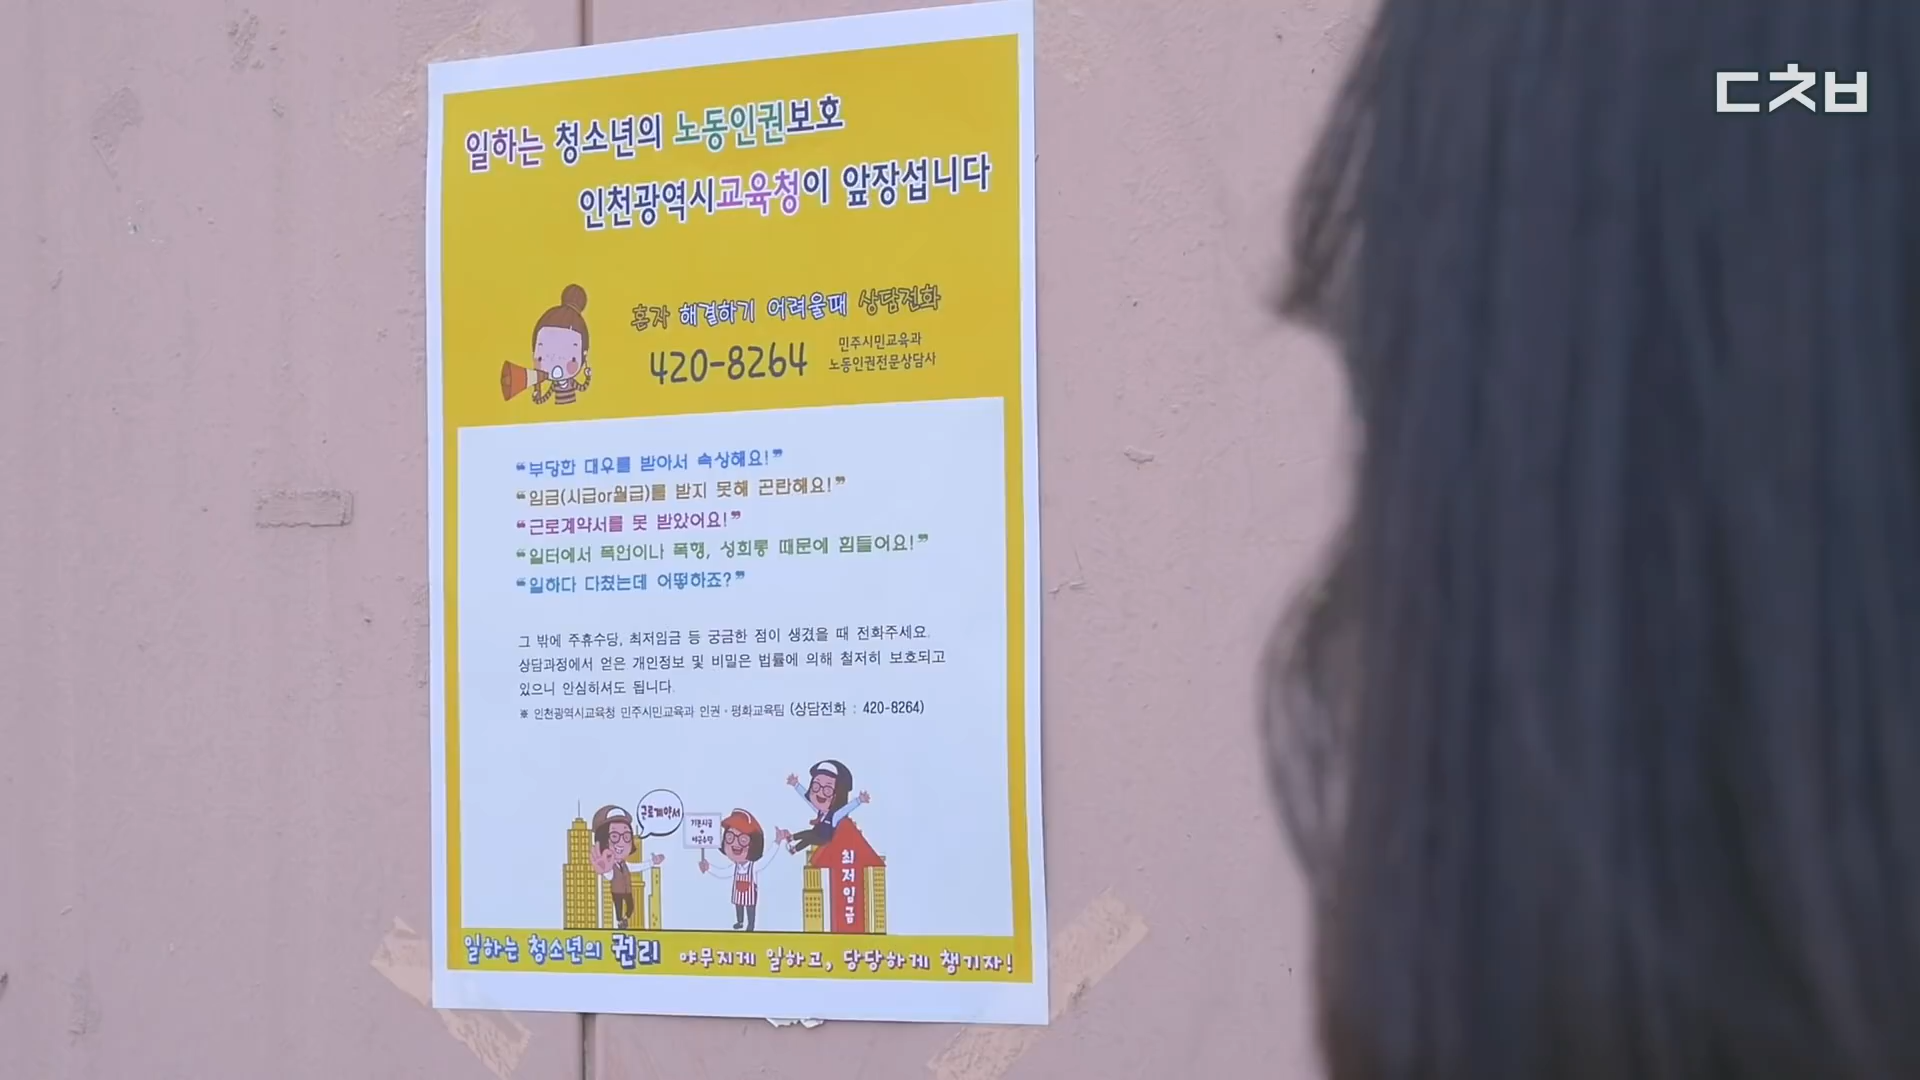 ㄷㅊㅂ
일하는 청소년의 노동인권보호
인천광역시교육청이 앞장섭니다
혼자 해결하기 어려울때 상담전화
420-8264
민주시민교육과
노동인권전문상담사
“부당한 대우를 받아서 속상해요!”
“임금(시급or월급)를 받지 못해 곤란해요!”
“근로계약서를 못 받았어요!”
“일터에서 폭언이나 폭행, 성희롱 때문에 힘들어요!”
“일하다 다쳤는데 어떻하죠?”
그 밖에 주휴수당, 최저임금 등 궁금한 점이 생겼을 때 전화주세요.
상담과정에서 얻은 개인정보 및 비밀은 법률에 의해 철저히 보호되고
있으니 안심하셔도 됩니다.
※ 인천광역시교육청 민주시민교육과 인권·평화교육팀 (상담전화 : 420-8264)
근로계약서
기본시급
+
야근수당
최저임금
일하는 청소년의 권리 야무지게 일하고, 당당하게 챙기자!